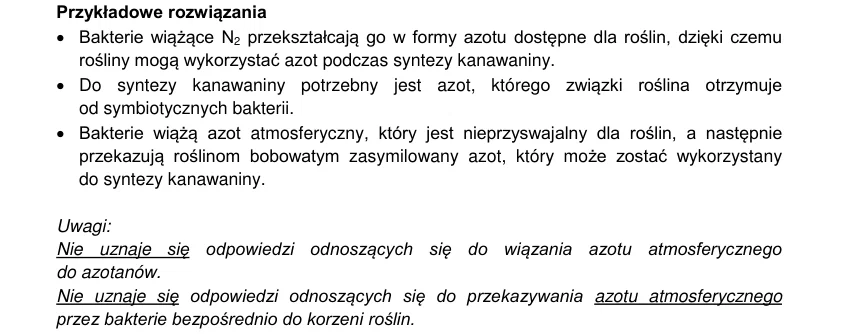 Przykładowe rozwiązania
• Bakterie wiążące N₂ przekształcają go w formy azotu dostępne dla roślin, dzięki czemu
rośliny mogą wykorzystać azot podczas syntezy kanawaniny.
• Do syntezy kanawaniny potrzebny jest azot, którego związki roślina otrzymuje
od symbiotycznych bakterii.
• Bakterie wiążą azot atmosferyczny, który jest nieprzyswajalny dla roślin, a następnie
przekazują roślinom bobowatym zasymilowany azot, który może zostać wykorzystany
do syntezy kanawaniny.
Uwagi:
Nie uznaje się odpowiedzi odnoszących się do wiązania azotu atmosferycznego
do azotanów.
Nie uznaje się odpowiedzi odnoszących się do przekazywania azotu atmosferycznego
przez bakterie bezpośrednio do korzeni roślin.